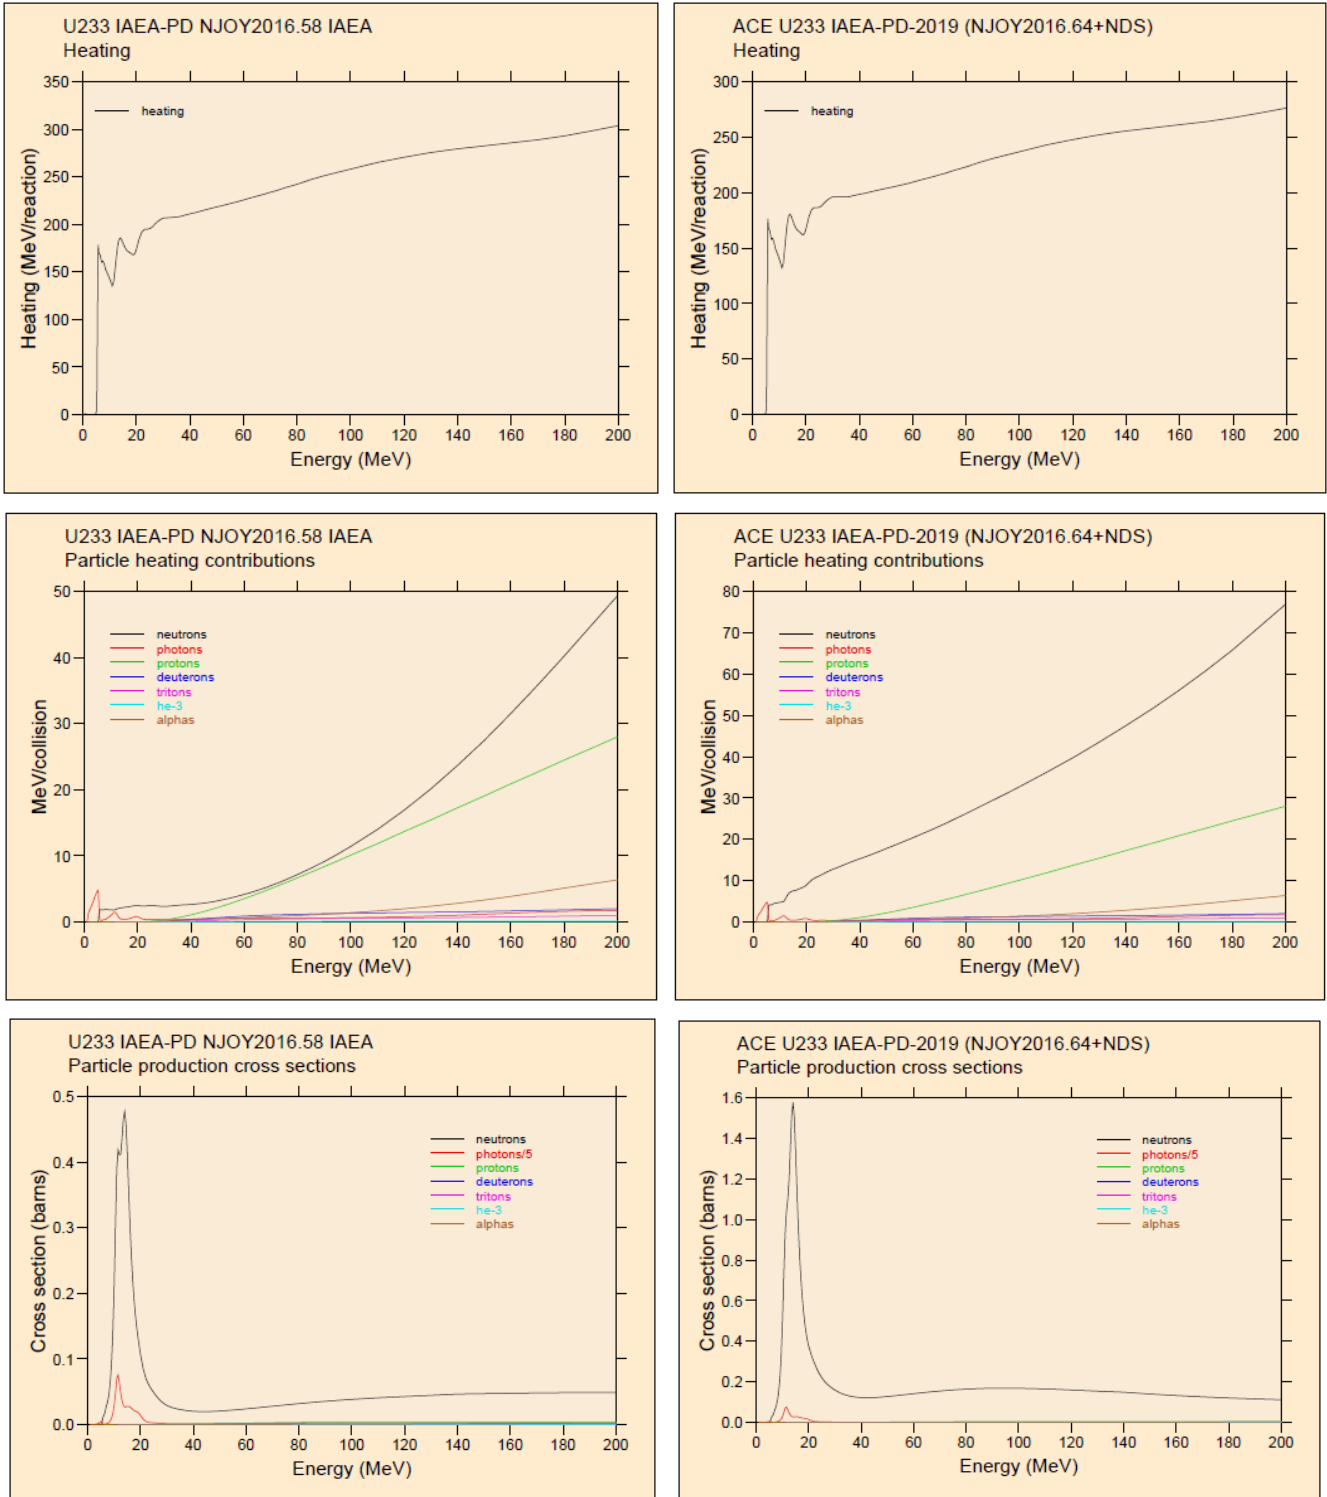 U233 IAEA-PD NJOY2016.58 IAEA
Heating
350
300
250
200
150
100
50
0
heating
Heating (MeV/reaction)
0 20 40 60 80 100 120 140 160 180 200
Energy (MeV)
ACE U233 IAEA-PD-2019 (NJOY2016.64+NDS)
Heating
300
250
200
150
100
50
0
heating
Heating (MeV/reaction)
0 20 40 60 80 100 120 140 160 180 200
Energy (MeV)
U233 IAEA-PD NJOY2016.58 IAEA
Particle heating contributions
50
40
30
20
10
0
neutrons
photons
protons
deuterons
tritons
he-3
alphas
MeV/collision
0 20 40 60 80 100 120 140 160 180 200
Energy (MeV)
ACE U233 IAEA-PD-2019 (NJOY2016.64+NDS)
Particle heating contributions
80
70
60
50
40
30
20
10
0
neutrons
photons
protons
deuterons
tritons
he-3
alphas
MeV/collision
0 20 40 60 80 100 120 140 160 180 200
Energy (MeV)
U233 IAEA-PD NJOY2016.58 IAEA
Particle production cross sections
0.5
0.4
0.3
0.2
0.1
0.0
neutrons
photons/5
protons
deuterons
tritons
he-3
alphas
Cross section (barns)
0 20 40 60 80 100 120 140 160 180 200
Energy (MeV)
ACE U233 IAEA-PD-2019 (NJOY2016.64+NDS)
Particle production cross sections
1.6
1.4
1.2
1.0
0.8
0.6
0.4
0.2
0.0
neutrons
photons/5
protons
deuterons
tritons
he-3
alphas
Cross section (barns)
0 20 40 60 80 100 120 140 160 180 200
Energy (MeV)